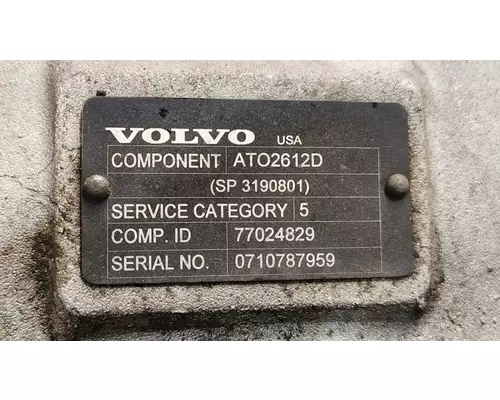 VOLVO USA
COMPONENT ATO2612D
(SP 3190801)
SERVICE CATEGORY 5
COMP. ID 77024829
SERIAL NO. 0710787959